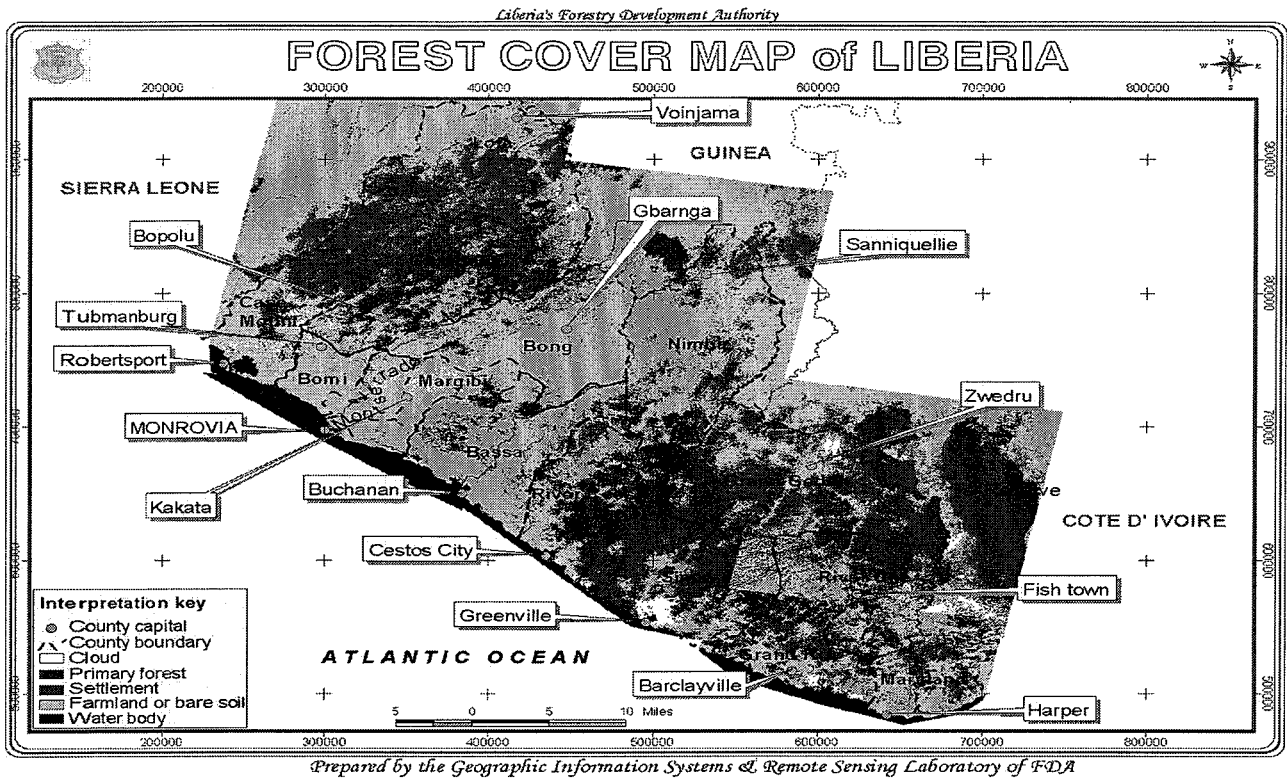 Liberia's Forestry Development Authority
FOREST COVER MAP of LIBERIA
W E
S
200000 300000 400000 500000 600000 700000 800000
Voinjama
GUINEA
SIERRA LEONE
Gbarnga
Bopolu
Sanniquellie
Tubmanburg
Robertsport
Bong
Nimba
Bomi
Margibi
Zwedru
MONROVIA
Bassa
Buchanan
River
Kakata
COTE D' IVOIRE
Cestos City
Fish town
Greenville
ATLANTIC OCEAN
Barclayville
Harper
Interpretation key
County capital
County boundary
Cloud
Primary forest
Settlement
Farmland or bare soil
Water body
5 0 5 10 Miles
200000 300000 400000 500000 600000 700000 800000
Prepared by the Geographic Information Systems & Remote Sensing Laboratory of FDA